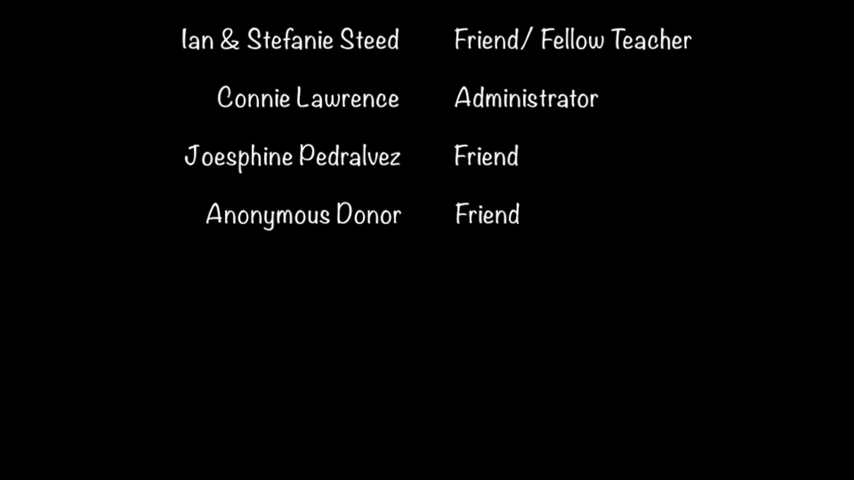 Ian & Stefanie Steed Friend/ Fellow Teacher
Connie Lawrence Administrator
Joesphine Pedralvez Friend
Anonymous Donor Friend